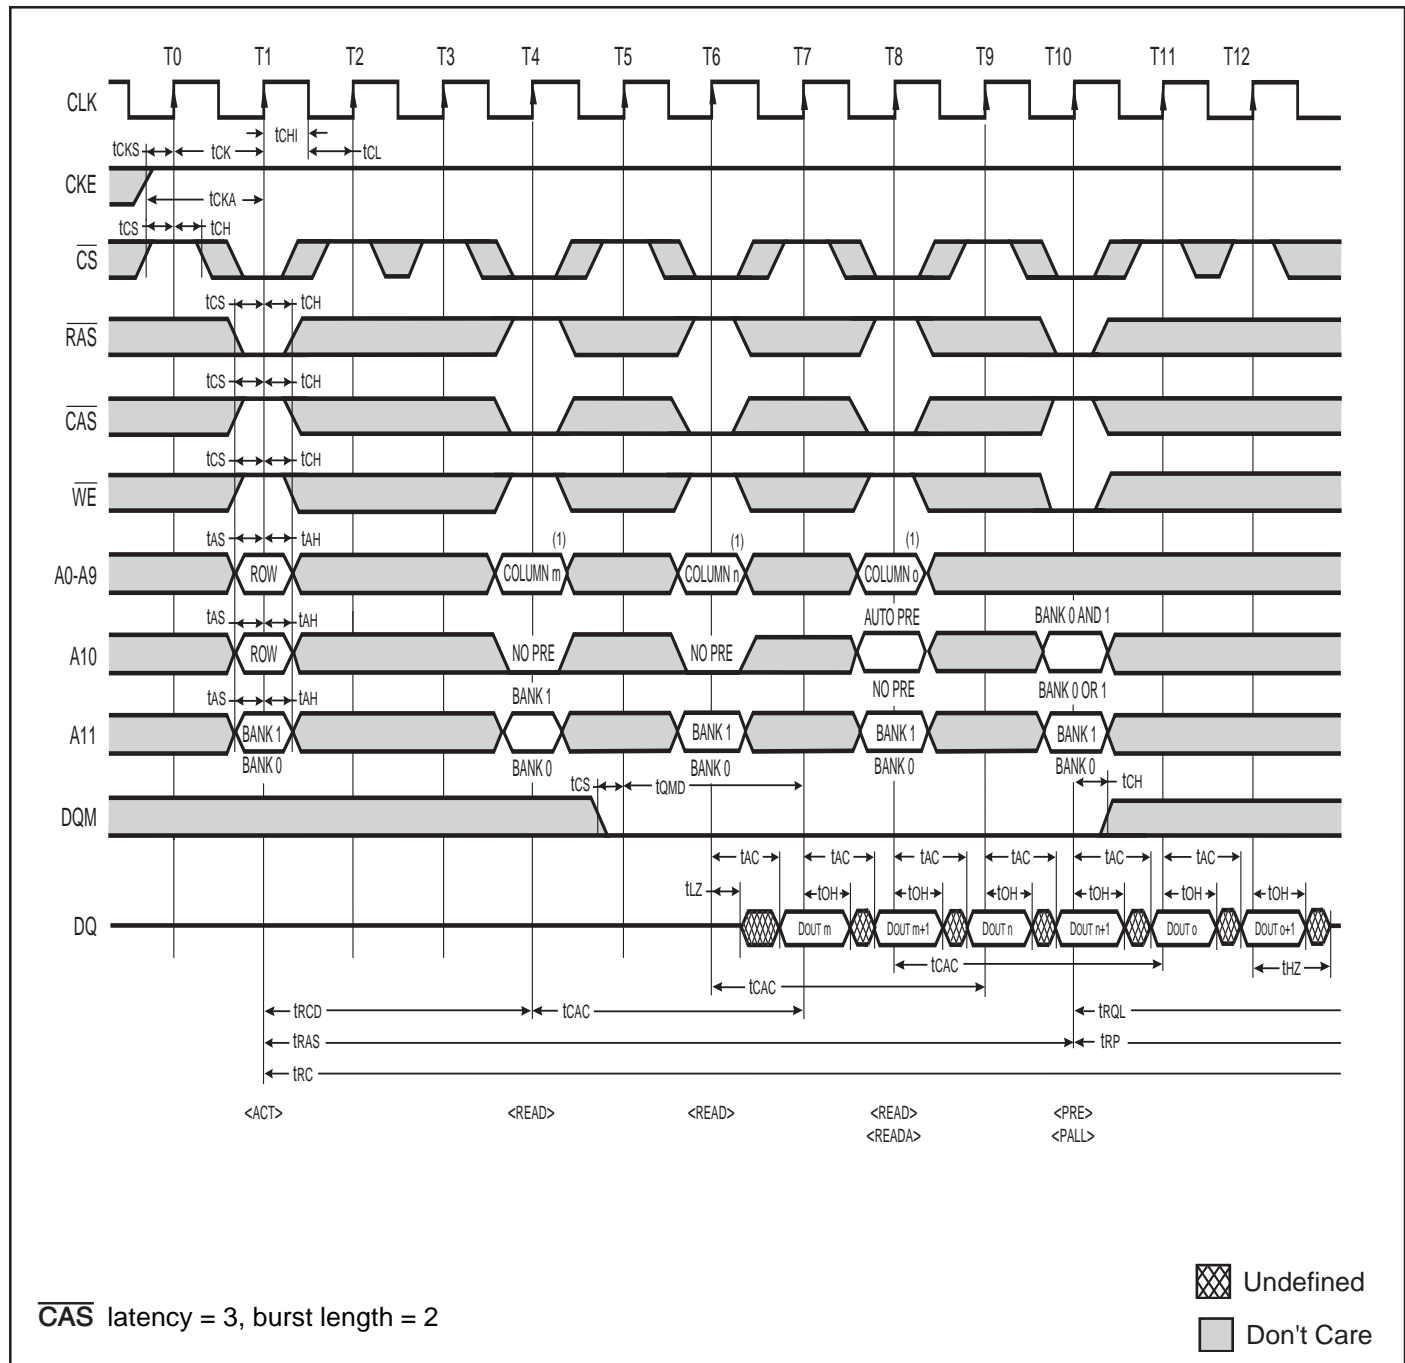 T0 T1 T2 T3 T4 T5 T6 T7 T8 T9 T10 T11 T12
CLK
tCHI
tCKS tCK tCL
CKE
tCKA
tCS tCH
CS
tCS tCH
RAS
tCS tCH
CAS
tCS tCH
WE
tAS tAH (1) (1) (1)
A0-A9 ROW COLUMN m COLUMN n COLUMN o
tAS tAH AUTO PRE BANK 0 AND 1
A10 ROW NO PRE NO PRE
tAS tAH BANK 1 NO PRE BANK 0 OR 1
A11 BANK 1 BANK 1 BANK 1 BANK 1
BANK 0 BANK 0 BANK 0 BANK 0 BANK 0
tCS tQMD tCH
DQM
tAC tAC tAC tAC tAC tAC
tLZ tOH tOH tOH tOH tOH tOH
DQ DOUT m DOUT m+1 DOUT n DOUT n+1 DOUT o DOUT o+1
tCAC tHZ
tCAC
tRCD tCAC tRQL
tRAS tRP
tRC
<ACT> <READ> <READ> <READ> <PRE>
<READA> <PALL>
Undefined
CAS latency = 3, burst length = 2
Don't Care